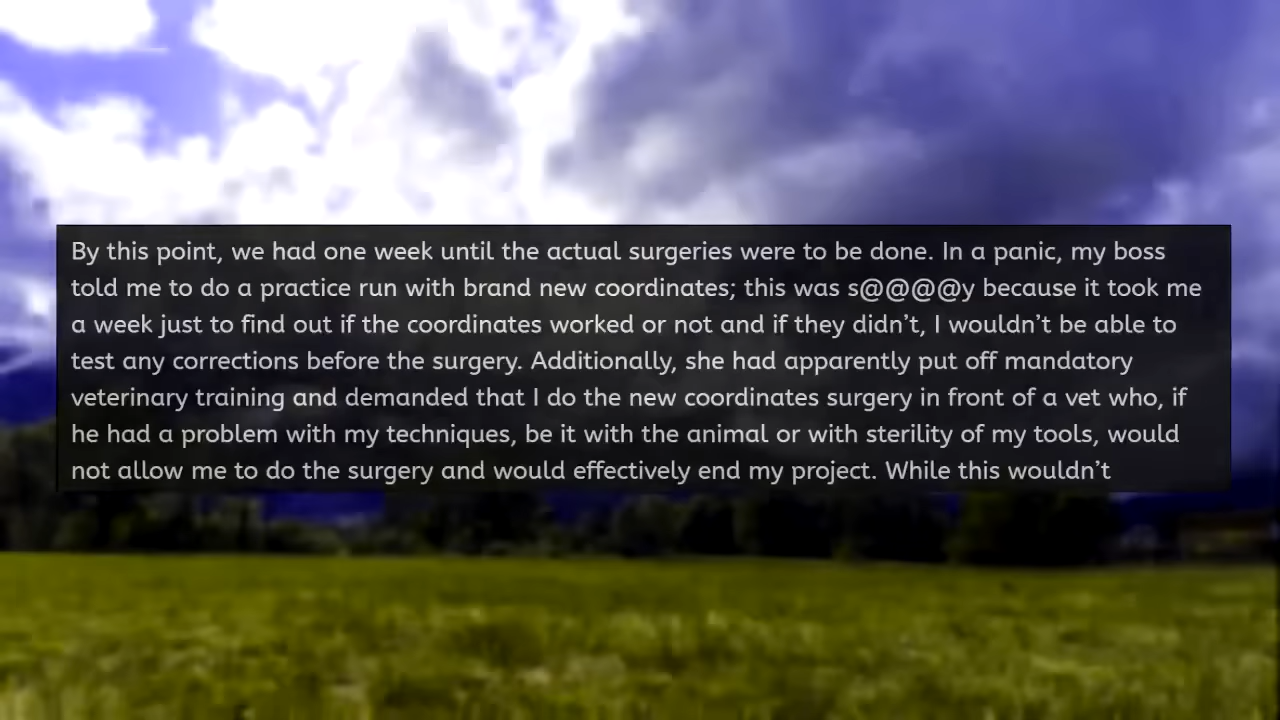 By this point, we had one week until the actual surgeries were to be done. In a panic, my boss
told me to do a practice run with brand new coordinates; this was s@@@@y because it took me
a week just to find out if the coordinates worked or not and if they didn’t, I wouldn’t be able to
test any corrections before the surgery. Additionally, she had apparently put off mandatory
veterinary training and demanded that I do the new coordinates surgery in front of a vet who, if
he had a problem with my techniques, be it with the animal or with sterility of my tools, would
not allow me to do the surgery and would effectively end my project. While this wouldn’t